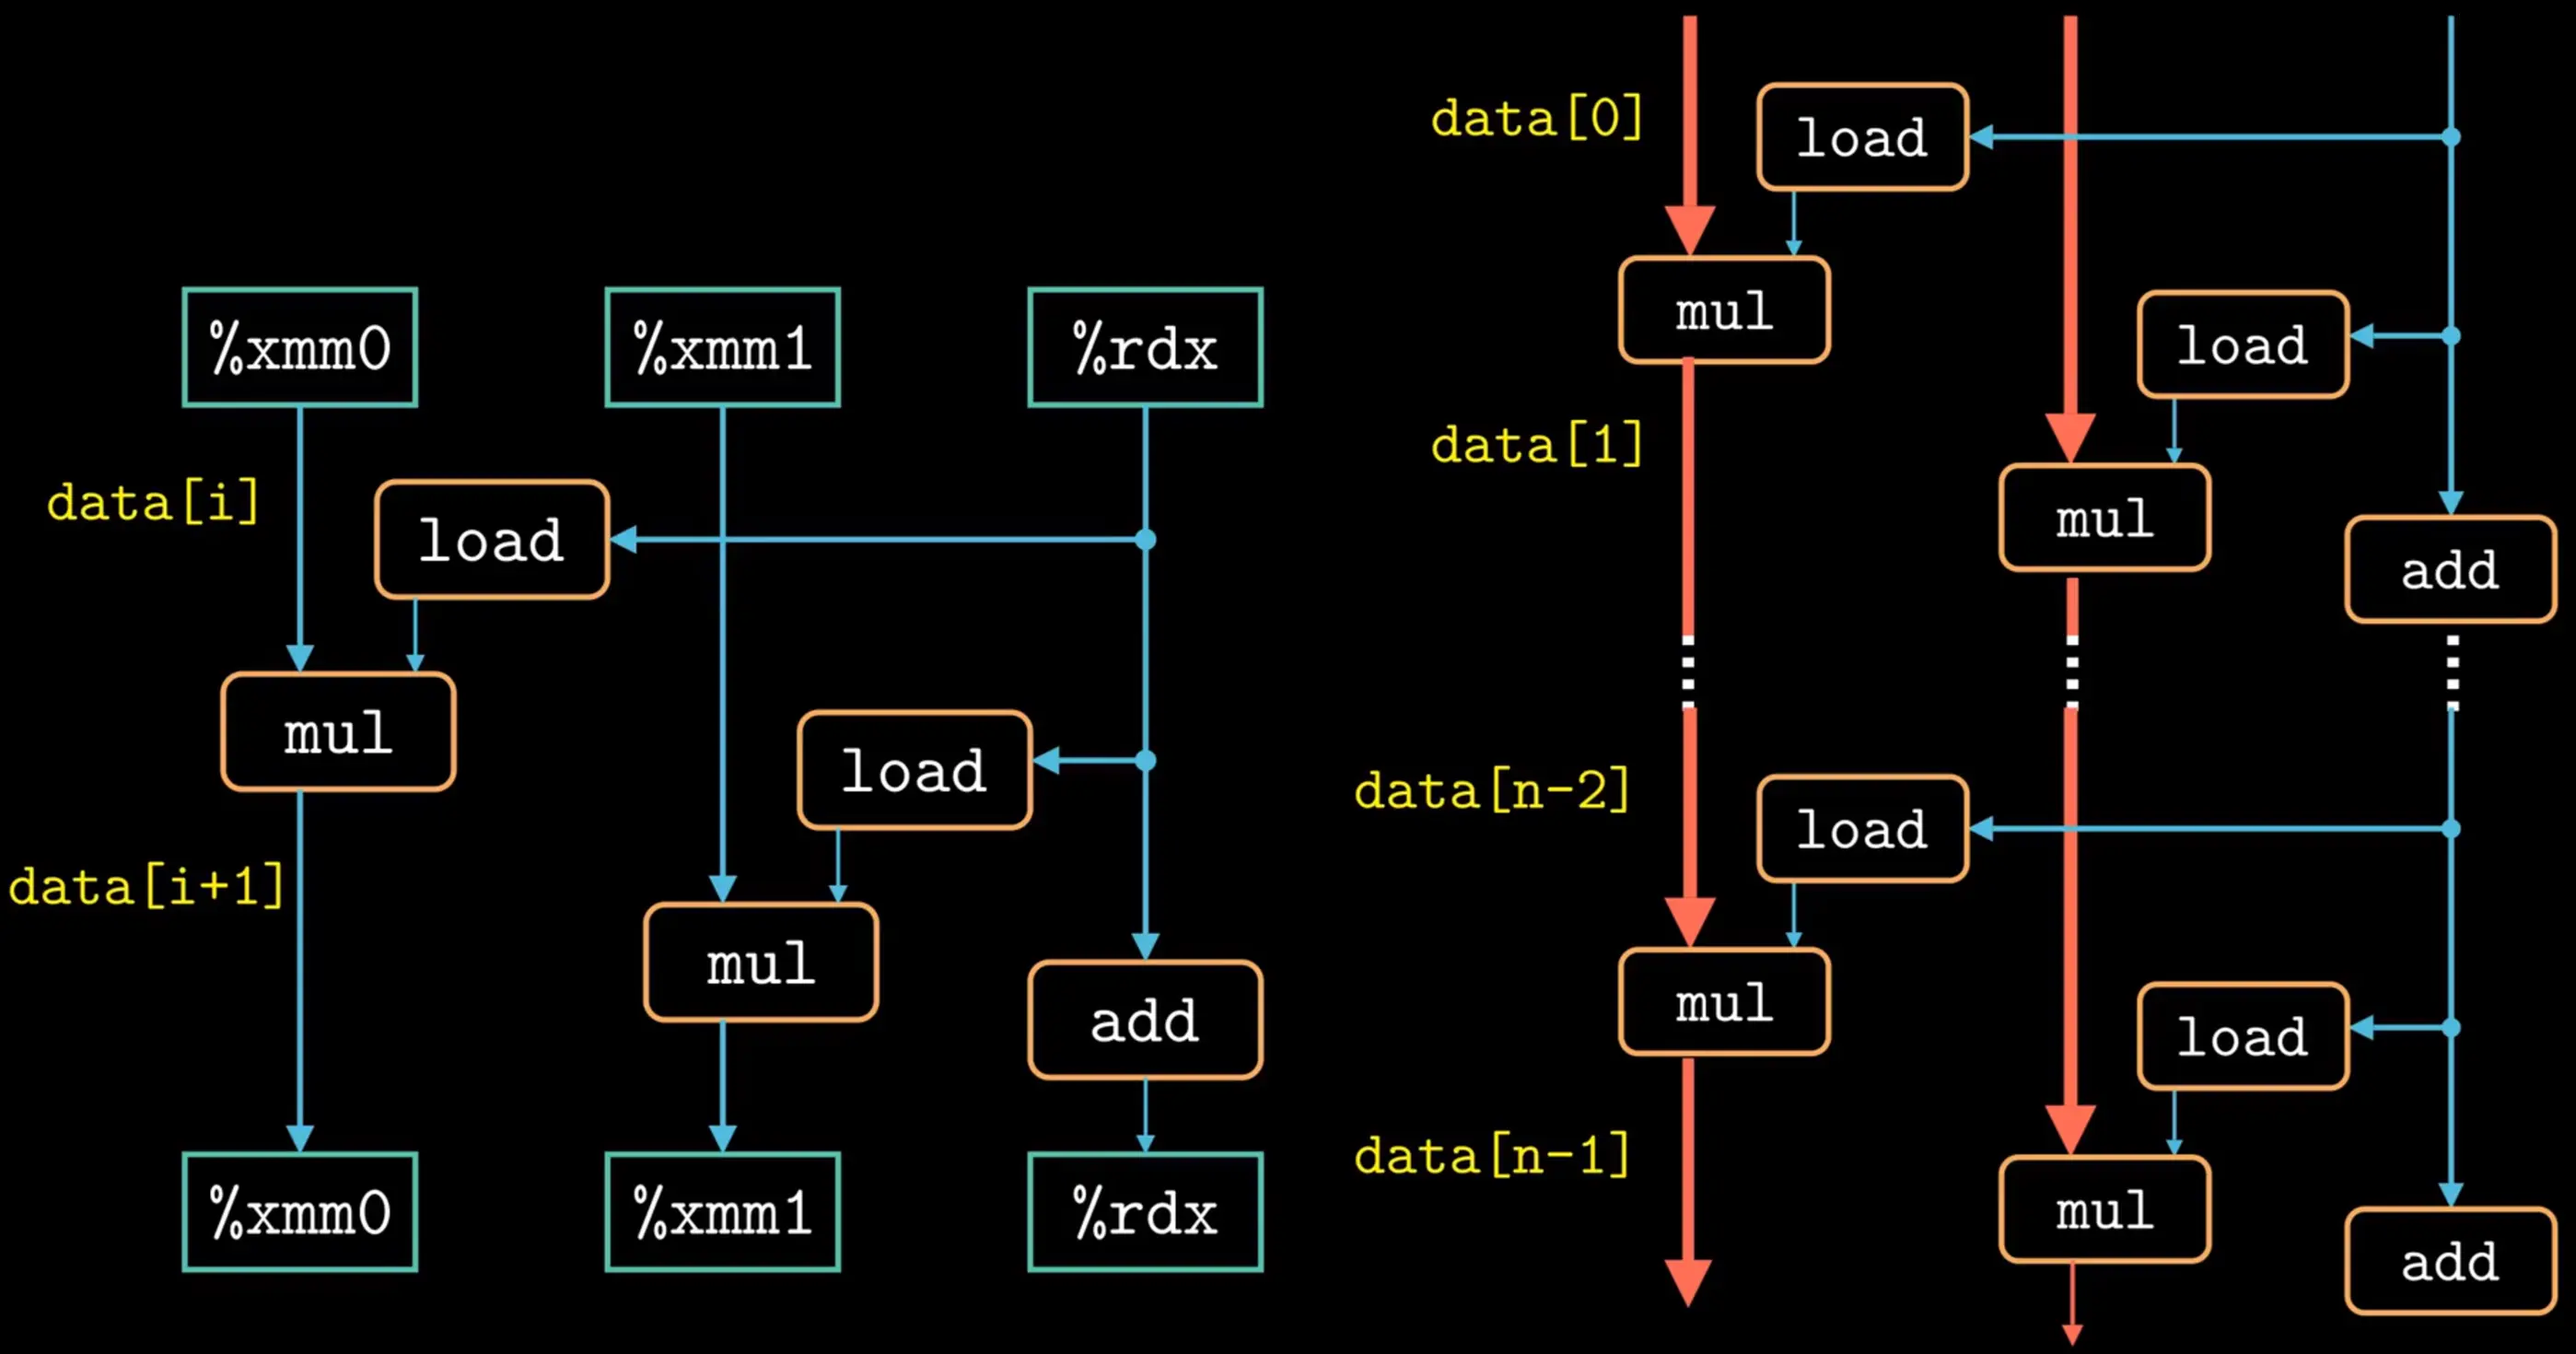 %xmm0 %xmm1 %rdx
data[i] load
mul load
data[i+1] mul add
%xmm0 %xmm1 %rdx
data[0] load
mul load
data[1] mul add
data[n-2] load
mul load
data[n-1] mul add